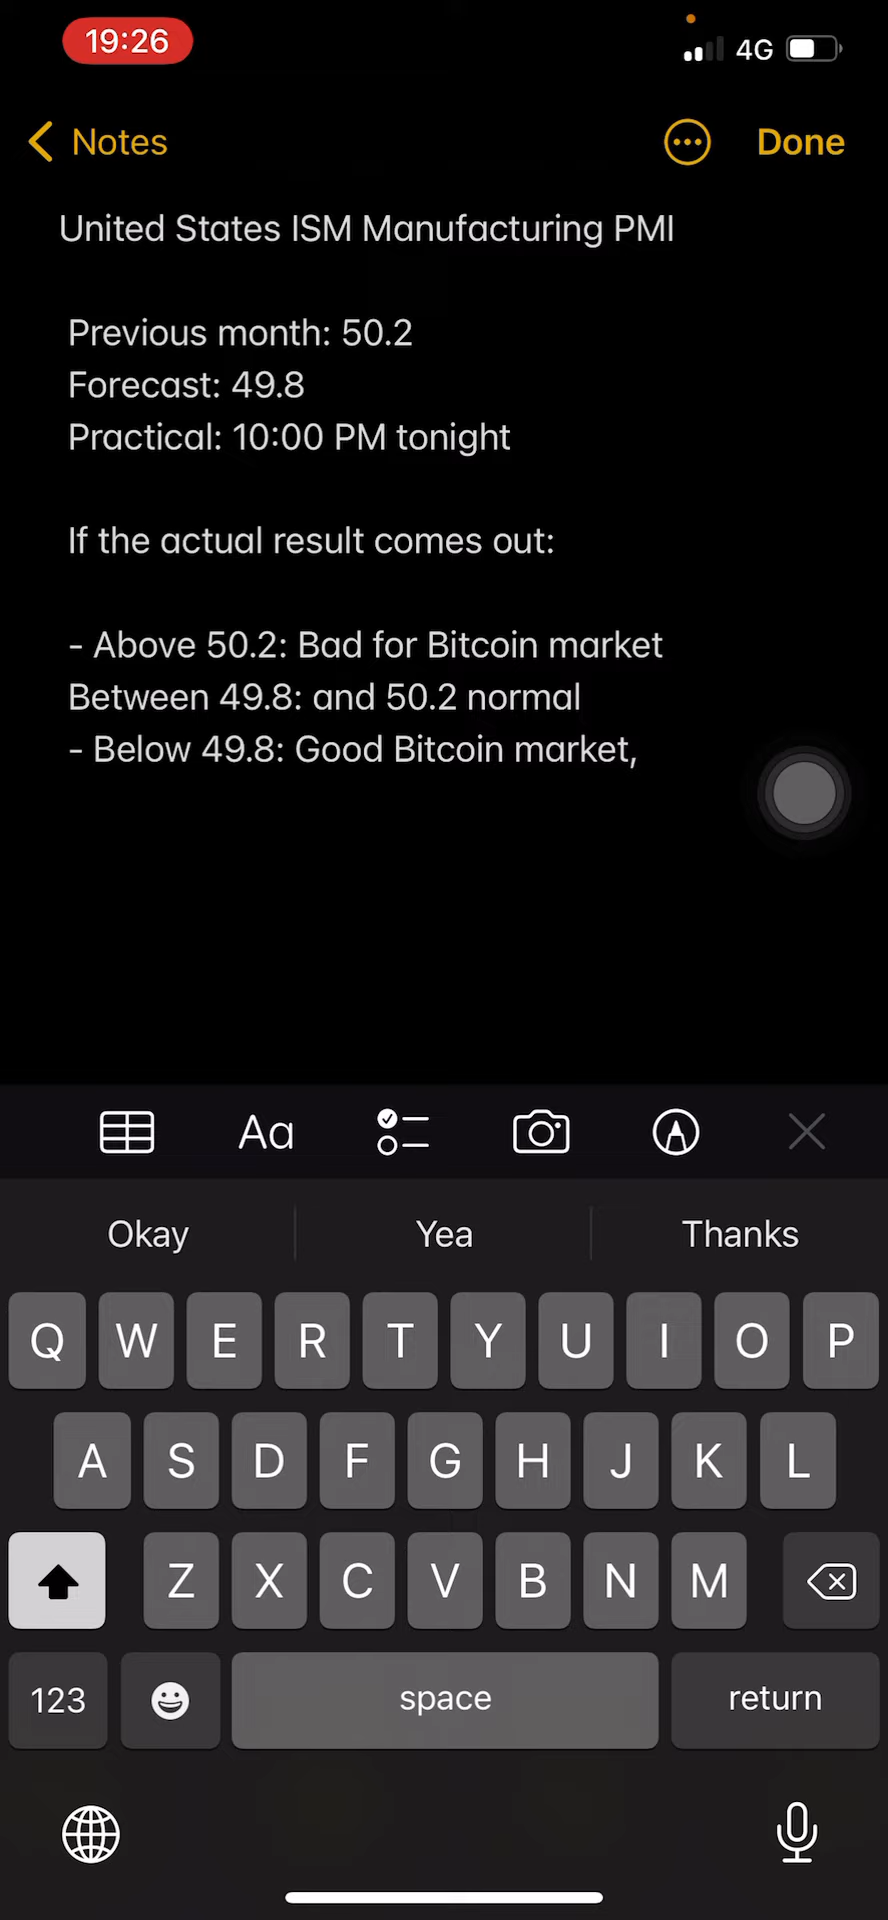 19:26
4G
Notes
Done
United States ISM Manufacturing PMI
Previous month: 50.2
Forecast: 49.8
Practical: 10:00 PM tonight
If the actual result comes out:
- Above 50.2: Bad for Bitcoin market
Between 49.8: and 50.2 normal
- Below 49.8: Good Bitcoin market,
Aa
Okay Yea Thanks
Q W E R T Y U I O P
A S D F G H J K L
Z X C V B N M
123 space return